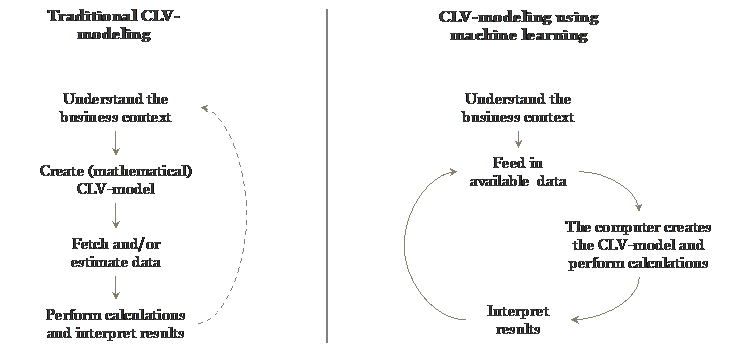 Traditional CLV-
modeling
Understand the
business context
Create (mathematical)
CLV-model
Fetch and/or
estimate data
Perform calculations
and interpret results
CLV-modeling using
machine learning
Understand the
business context
Feed in
available data
The computer creates
the CLV-model and
perform calculations
Interpret
results